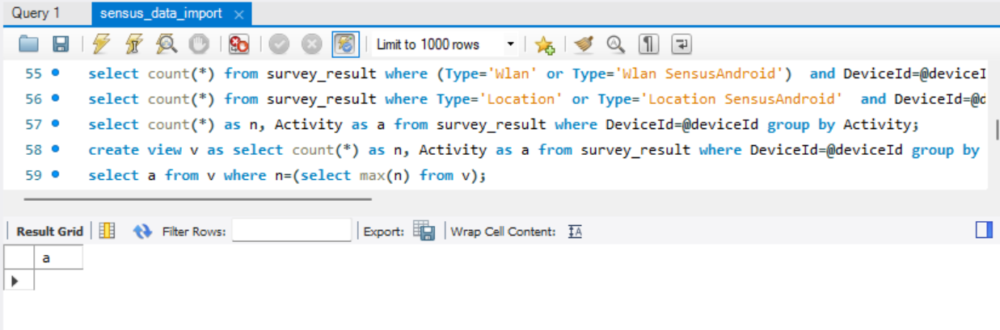 Query 1
sensus_data_import
Limit to 1000 rows
55 select count(*) from survey_result where (Type='Wlan' or Type='Wlan SensusAndroid')  and DeviceId=@deviceI
56 select count(*) from survey_result where Type='Location' or Type='Location SensusAndroid'  and DeviceId=@d
57 select count(*) as n, Activity as a from survey_result where DeviceId=@deviceId group by Activity;
58 create view v as select count(*) as n, Activity as a from survey_result where DeviceId=@deviceId group by
59 select a from v where n=(select max(n) from v);
Result Grid Filter Rows: Export: Wrap Cell Content: IA
a